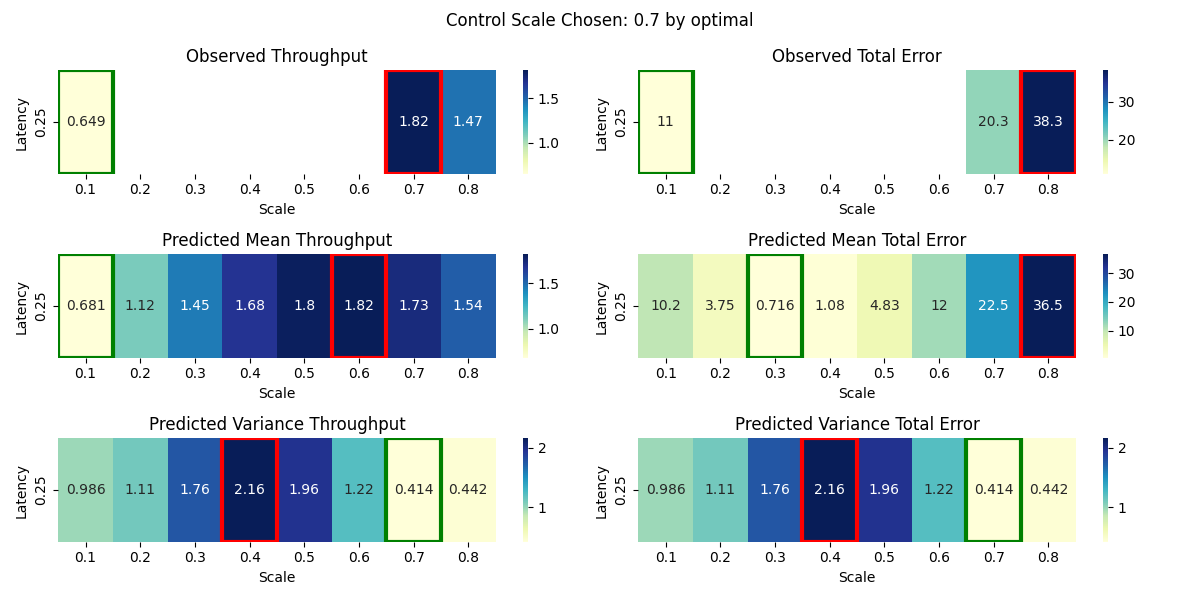 Control Scale Chosen: 0.7 by optimal
Observed Throughput
Latency
0.25
0.649 1.82 1.47
1.5
1.0
0.1 0.2 0.3 0.4 0.5 0.6 0.7 0.8
Scale
Observed Total Error
Latency
0.25
11 20.3 38.3
30
20
0.1 0.2 0.3 0.4 0.5 0.6 0.7 0.8
Scale
Predicted Mean Throughput
Latency
0.25
0.681 1.12 1.45 1.68 1.8 1.82 1.73 1.54
1.5
1.0
0.1 0.2 0.3 0.4 0.5 0.6 0.7 0.8
Scale
Predicted Mean Total Error
Latency
0.25
10.2 3.75 0.716 1.08 4.83 12 22.5 36.5
30
20
10
0.1 0.2 0.3 0.4 0.5 0.6 0.7 0.8
Scale
Predicted Variance Throughput
Latency
0.25
0.986 1.11 1.76 2.16 1.96 1.22 0.414 0.442
2
1
0.1 0.2 0.3 0.4 0.5 0.6 0.7 0.8
Scale
Predicted Variance Total Error
Latency
0.25
0.986 1.11 1.76 2.16 1.96 1.22 0.414 0.442
2
1
0.1 0.2 0.3 0.4 0.5 0.6 0.7 0.8
Scale